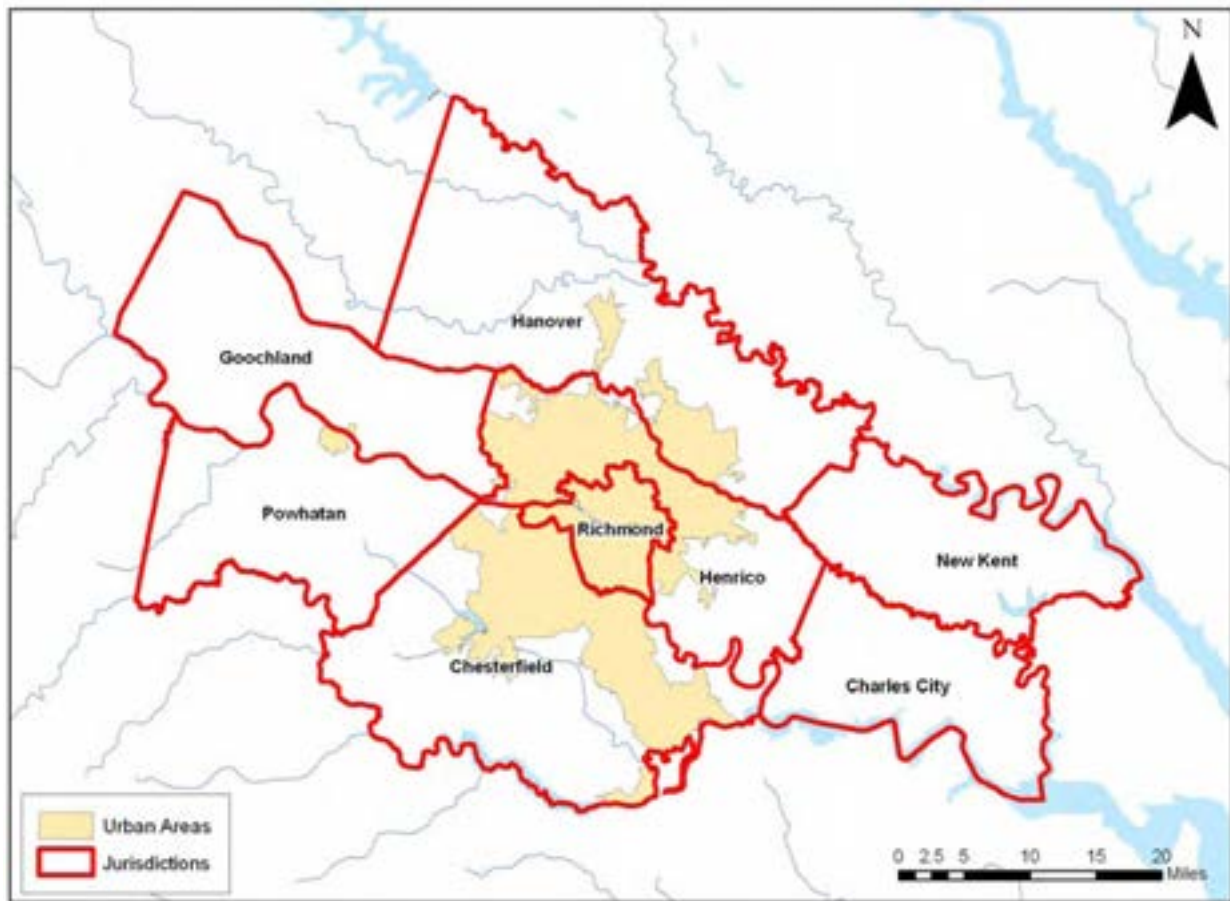 N
Hanover
Goochland
Powhatan
Richmond
Henrico
New Kent
Chesterfield
Charles City
Urban Areas
Jurisdictions
0 2.5 5 10 15 20
Miles